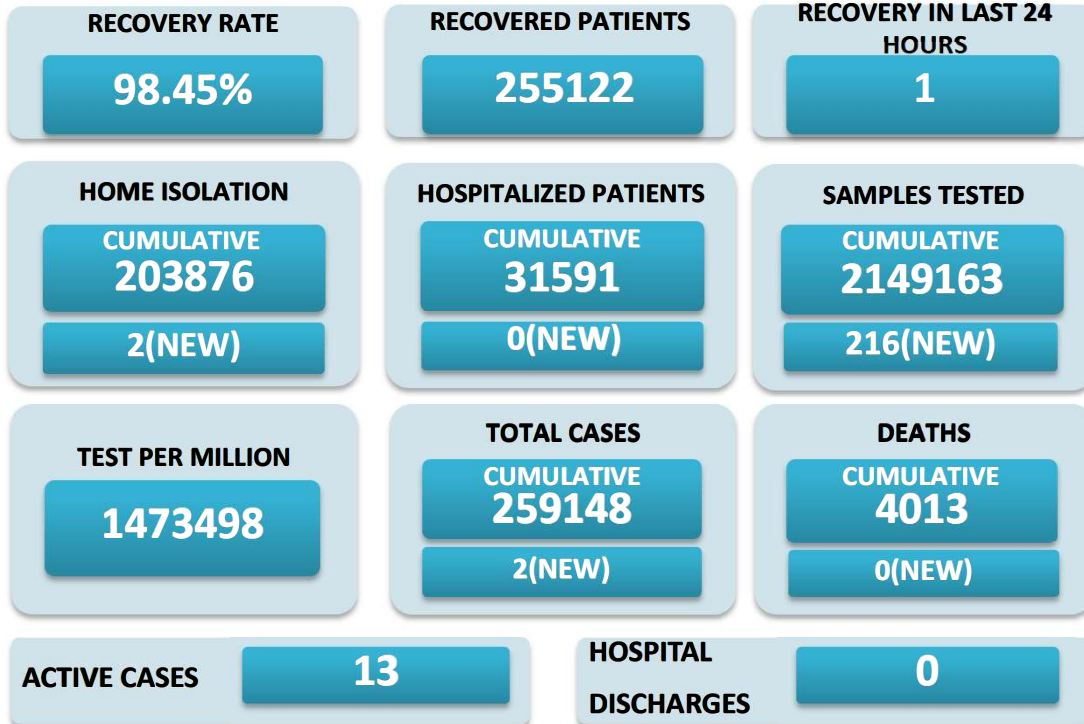 RECOVERY RATE
98.45%
RECOVERED PATIENTS
255122
RECOVERY IN LAST 24
HOURS
1
HOME ISOLATION
CUMULATIVE
203876
2(NEW)
HOSPITALIZED PATIENTS
CUMULATIVE
31591
0(NEW)
SAMPLES TESTED
CUMULATIVE
2149163
216(NEW)
TEST PER MILLION
1473498
TOTAL CASES
CUMULATIVE
259148
2(NEW)
DEATHS
CUMULATIVE
4013
0(NEW)
ACTIVE CASES
13
HOSPITAL
DISCHARGES
0